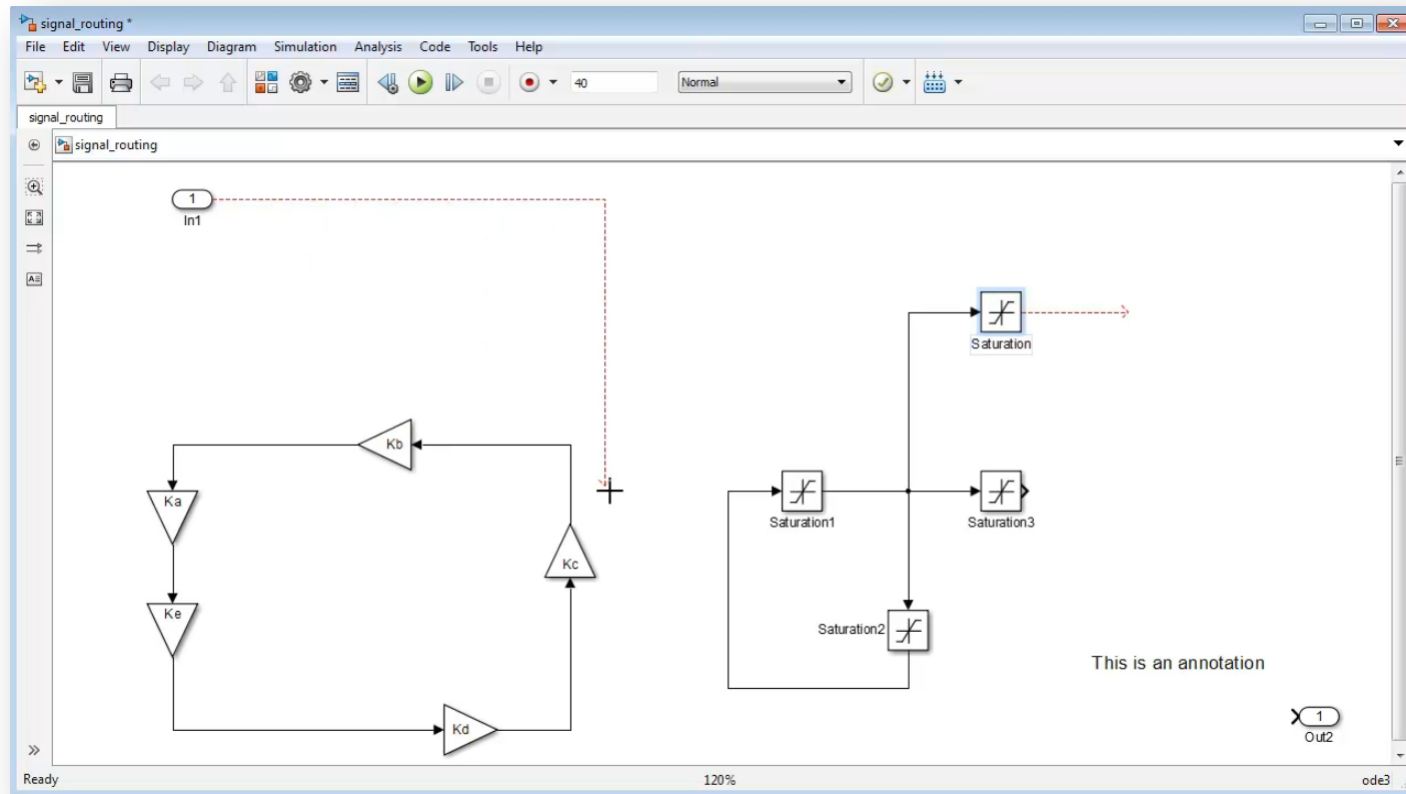 signal_routing *
File Edit View Display Diagram Simulation Analysis Code Tools Help
40 Normal
signal_routing
signal_routing
1
In1
Saturation
Kb
Ka
Saturation1
Saturation3
Kc
Ke
Saturation2
This is an annotation
Kd
1
Out2
Ready 120% ode3